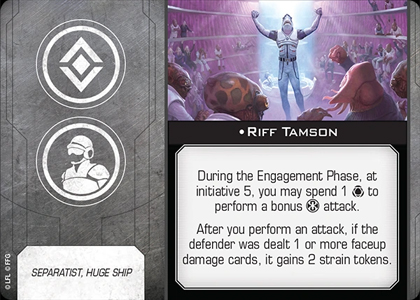 • RIFF TAMSON
During the Engagement Phase, at
initiative 5, you may spend 1 to
perform a bonus attack.
After you perform an attack, if the
defender was dealt 1 or more faceup
damage cards, it gains 2 strain tokens.
SEPARATIST, HUGE SHIP
©LFL ©FFG